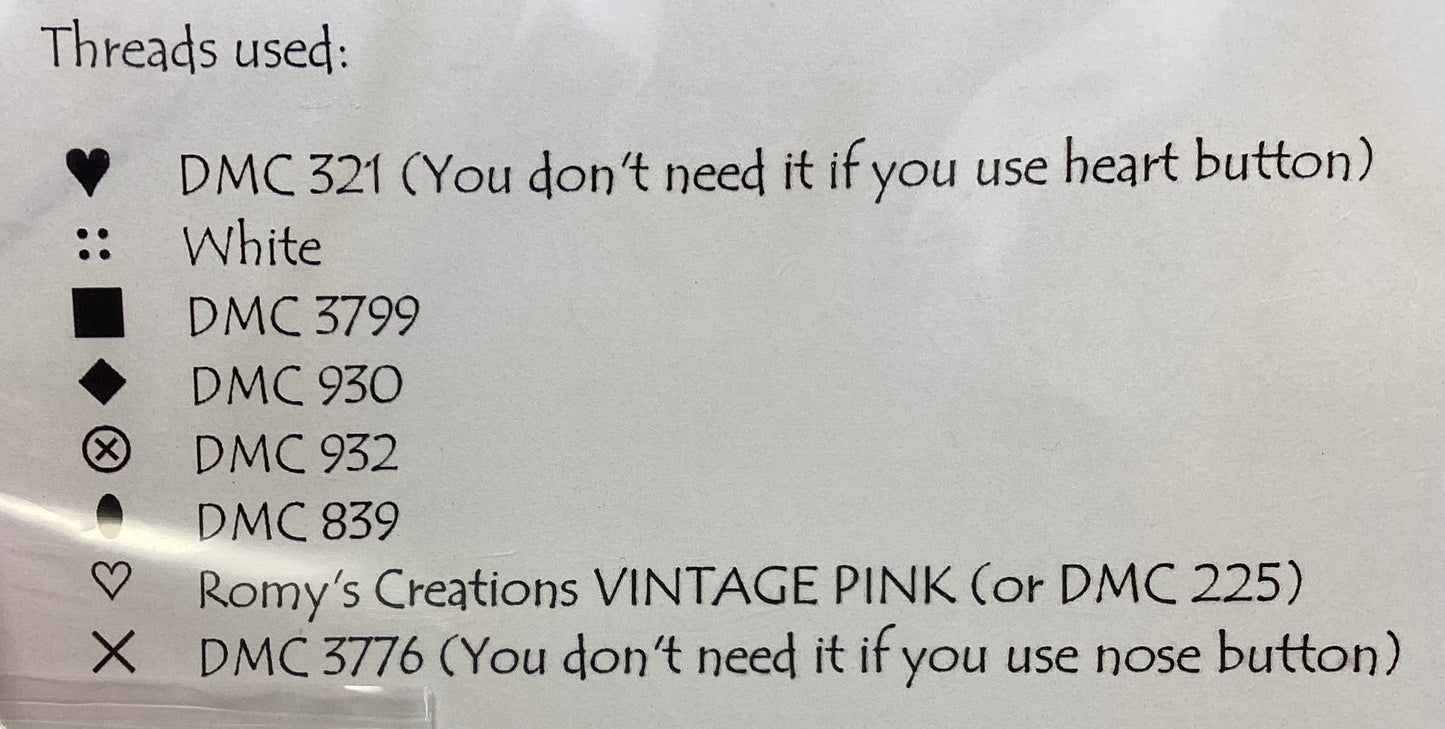 Threads used:
♥ DMC 321 (You don't need it if you use heart button)
∷ White
■ DMC 3799
◆ DMC 930
⊗ DMC 932
⬮ DMC 839
♡ Romy's Creations VINTAGE PINK (or DMC 225)
✕ DMC 3776 (You don't need it if you use nose button)